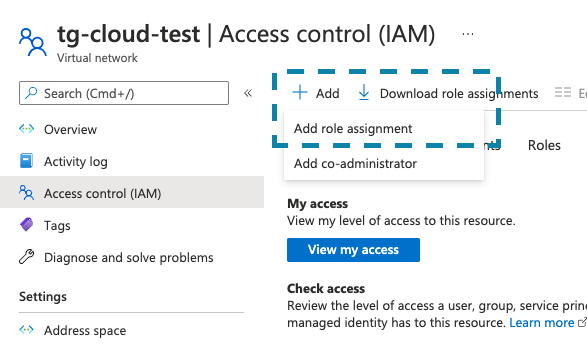 tg-cloud-test | Access control (IAM) ...
Virtual network
Search (Cmd+/)
«
Add
Download role assignments
Add role assignment
Add co-administrator
Roles
Overview
Activity log
Access control (IAM)
Tags
Diagnose and solve problems
Settings
Address space
My access
View my level of access to this resource.
View my access
Check access
Review the level of access a user, group, service
managed identity has to this resource. Learn more